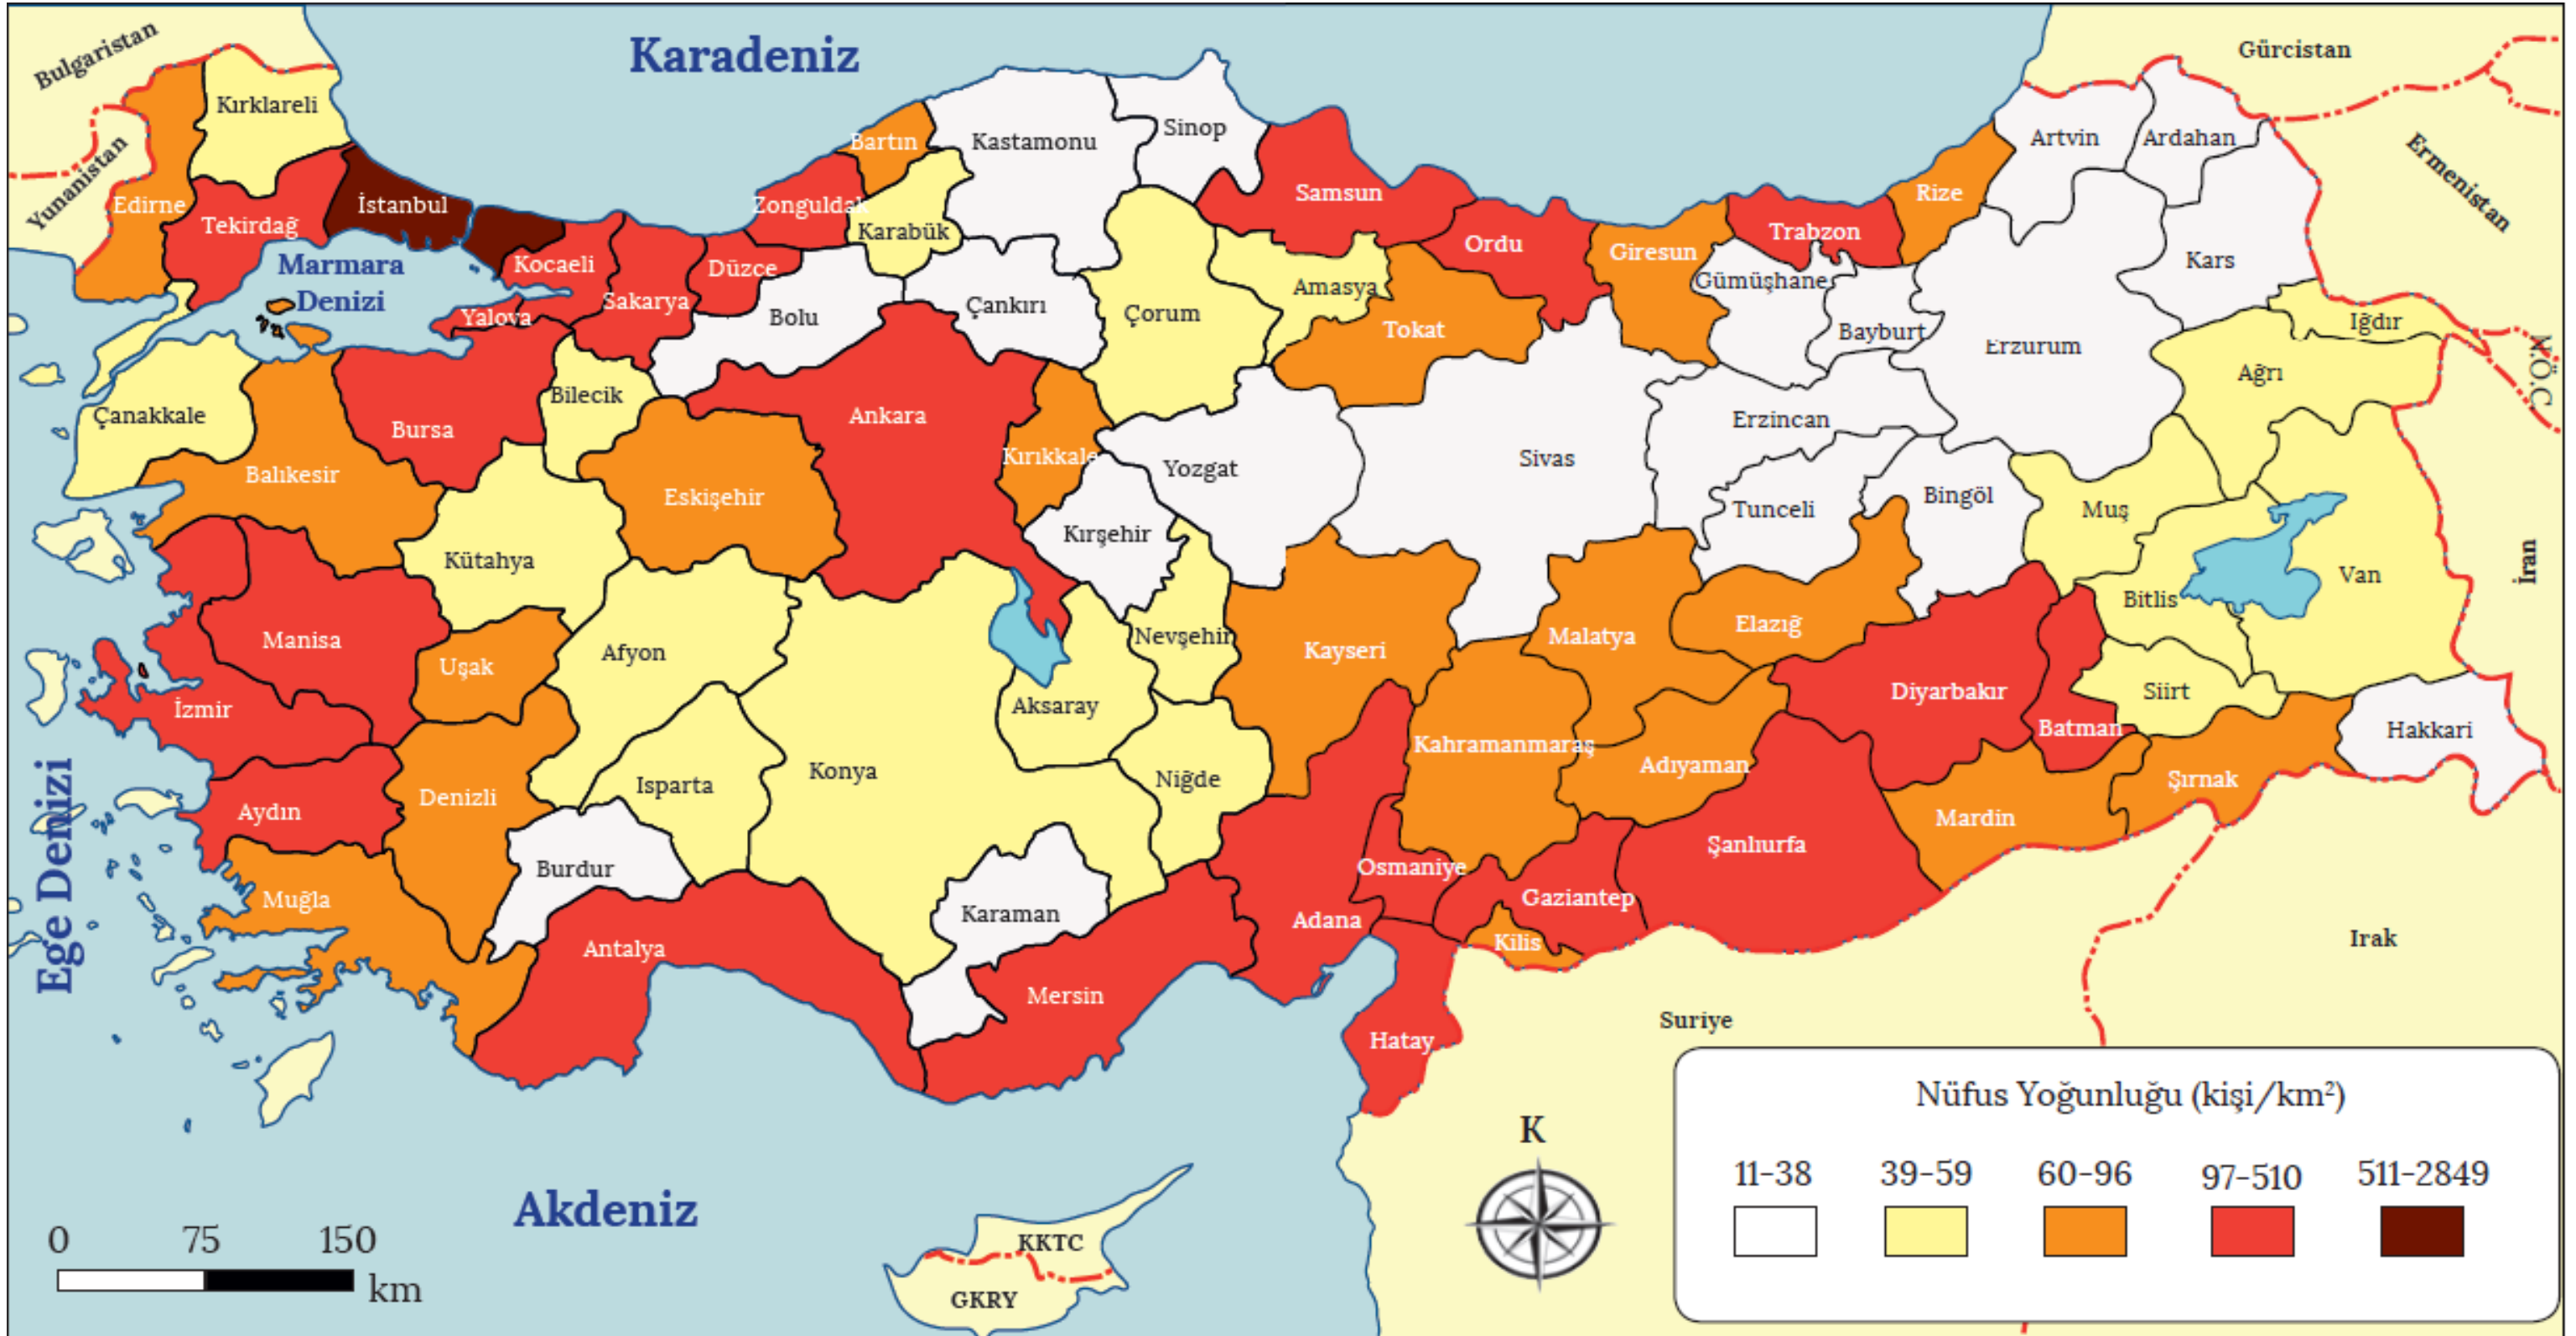 Bulgaristan
Karadeniz
Gürcistan
Kırklareli
Yunanistan
Edirne
Tekirdağ
İstanbul
Bartın
Kastamonu
Sinop
Samsun
Artvin
Ardahan
Ermenistan
Zonguldak
Karabük
Ordu
Giresun
Trabzon
Rize
Marmara
Denizi
Kocaeli
Düzce
Sakarya
Yalova
Bolu
Çankırı
Çorum
Amasya
Tokat
Gümüşhane
Bayburt
Erzurum
Kars
Iğdır
N.Ö.C
Ağrı
Çanakkale
Balıkesir
Bursa
Bilecik
Eskişehir
Ankara
Kırıkkale
Yozgat
Sivas
Erzincan
Tunceli
Bingöl
Muş
Kütahya
Kırşehir
Bitlis
Van
İran
Manisa
Uşak
Afyon
Nevşehir
Kayseri
Malatya
Elazığ
İzmir
Aksaray
Diyarbakır
Batman
Siirt
Hakkari
Kahramanmaraş
Adıyaman
Mardin
Şırnak
Ege Denizi
Aydın
Denizli
Isparta
Konya
Niğde
Muğla
Burdur
Karaman
Osmaniye
Gaziantep
Şanlıurfa
Antalya
Mersin
Adana
Kilis
Irak
Hatay
Suriye
Akdeniz
KKTC
GKRY
K
0 75 150
km
Nüfus Yoğunluğu (kişi/km²)
11-38 39-59 60-96 97-510 511-2849